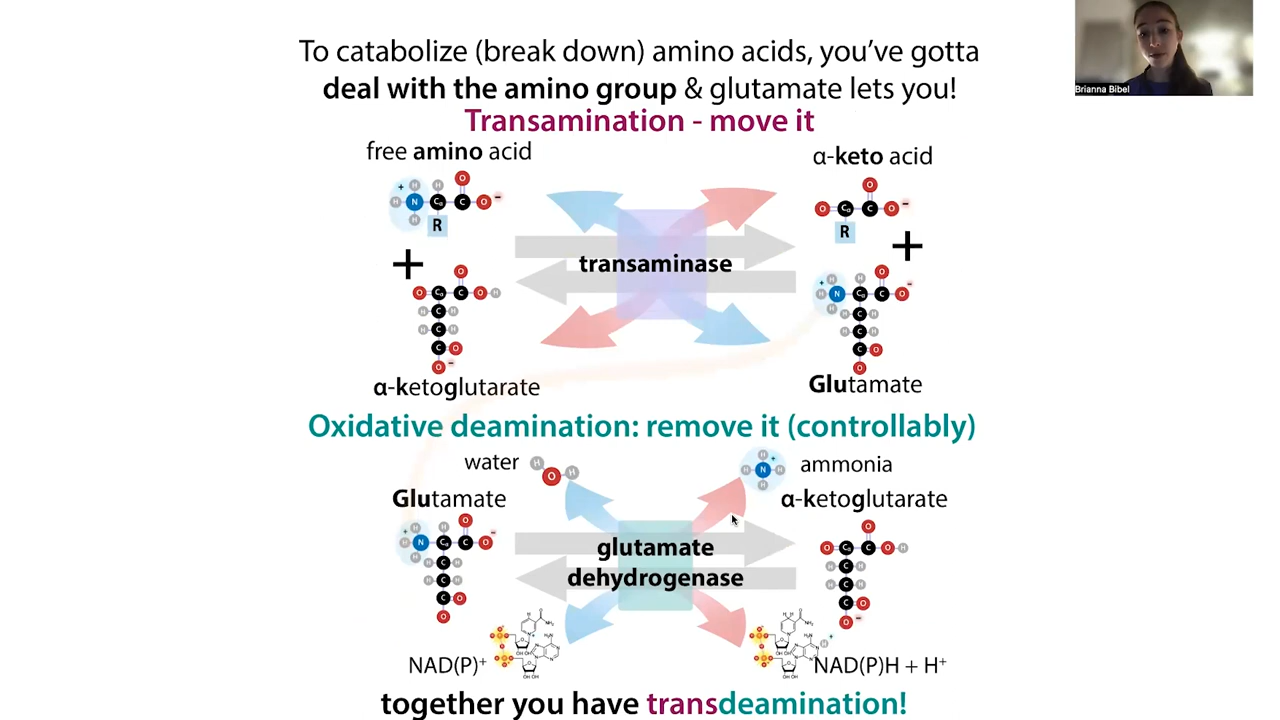 To catabolize (break down) amino acids, you've gotta
deal with the amino group & glutamate lets you!
Brianna Bibel
Transamination - move it
free amino acid
α-keto acid
R
R
+
+
transaminase
α-ketoglutarate
Glutamate
Oxidative deamination: remove it (controllably)
water
ammonia
Glutamate
α-ketoglutarate
glutamate
dehydrogenase
NAD(P)⁺
NAD(P)H + H⁺
together you have transdeamination!